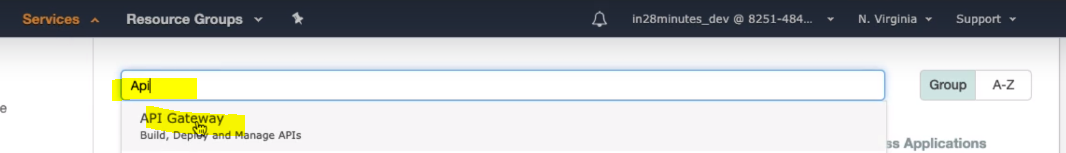 Services Resource Groups in28minutes_dev @ 8251-484... N. Virginia Support
Api Group A-Z
API Gateway
Build, Deploy and Manage APIs
ss Applications
e